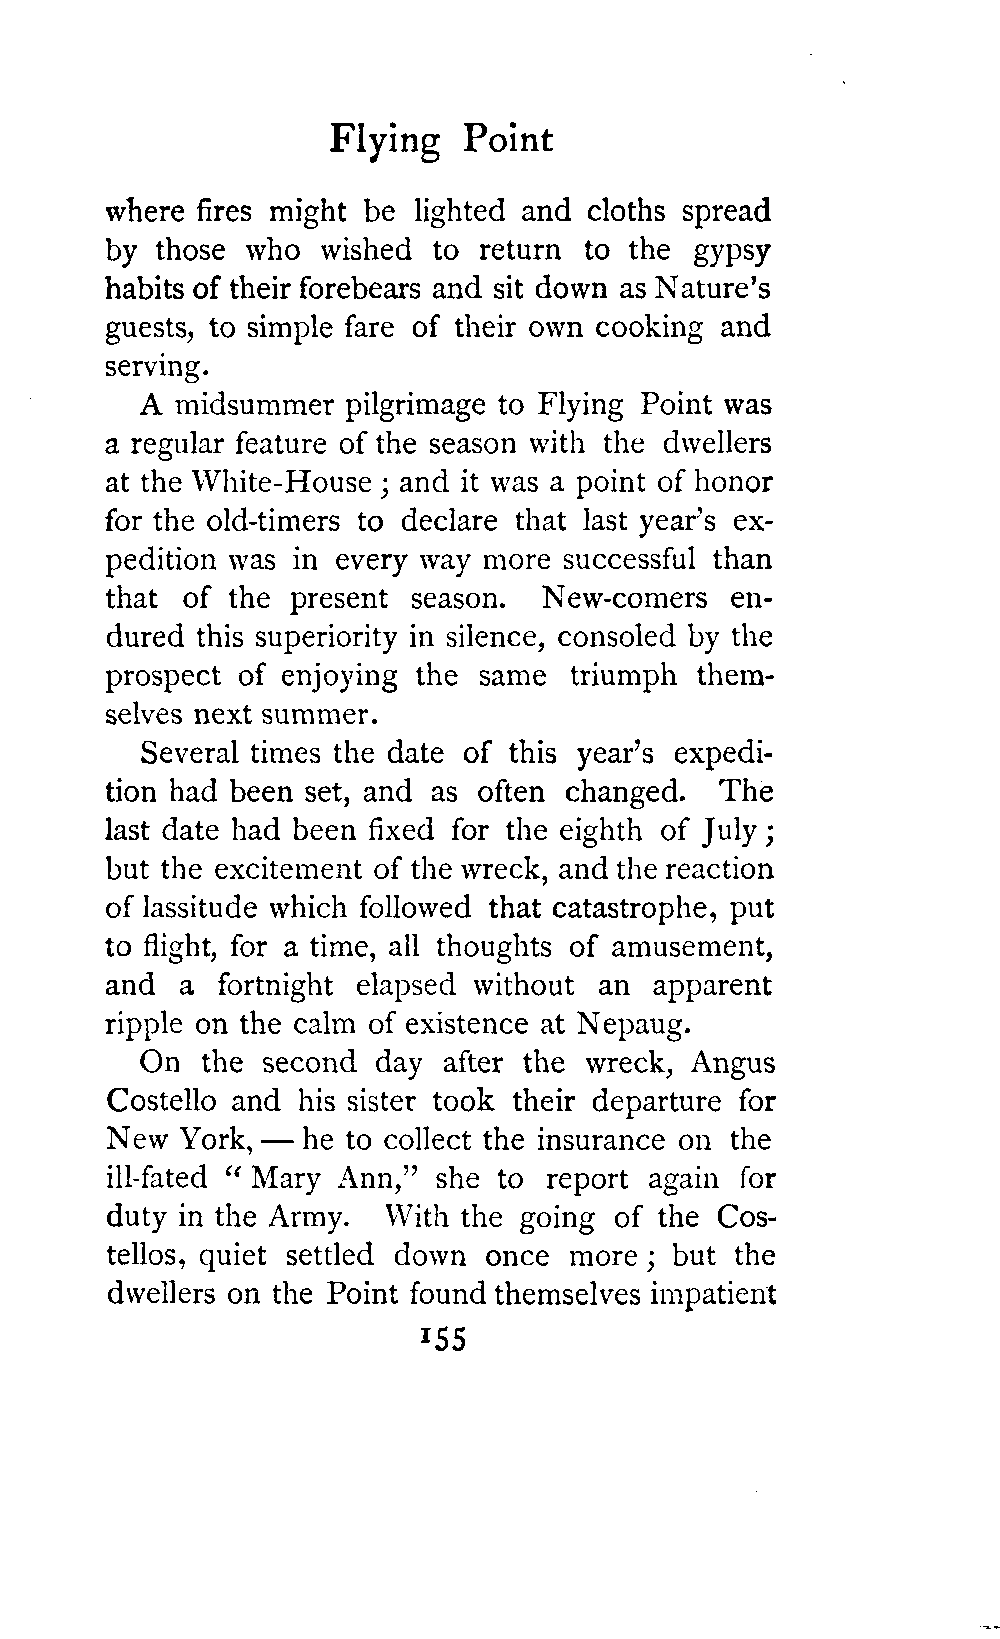 Flying Point
where fires might be lighted and cloths spread
by those who wished to return to the gypsy
habits of their forebears and sit down as Nature's
guests, to simple fare of their own cooking and
serving.
A midsummer pilgrimage to Flying Point was
a regular feature of the season with the dwellers
at the White-House ; and it was a point of honor
for the old-timers to declare that last year's ex-
pedition was in every way more successful than
that of the present season. New-comers en-
dured this superiority in silence, consoled by the
prospect of enjoying the same triumph them-
selves next summer.
Several times the date of this year's expedi-
tion had been set, and as often changed. The
last date had been fixed for the eighth of July ;
but the excitement of the wreck, and the reaction
of lassitude which followed that catastrophe, put
to flight, for a time, all thoughts of amusement,
and a fortnight elapsed without an apparent
ripple on the calm of existence at Nepaug.
On the second day after the wreck, Angus
Costello and his sister took their departure for
New York, — he to collect the insurance on the
ill-fated " Mary Ann," she to report again for
duty in the Army. With the going of the Cos-
tellos, quiet settled down once more ; but the
dwellers on the Point found themselves impatient
155